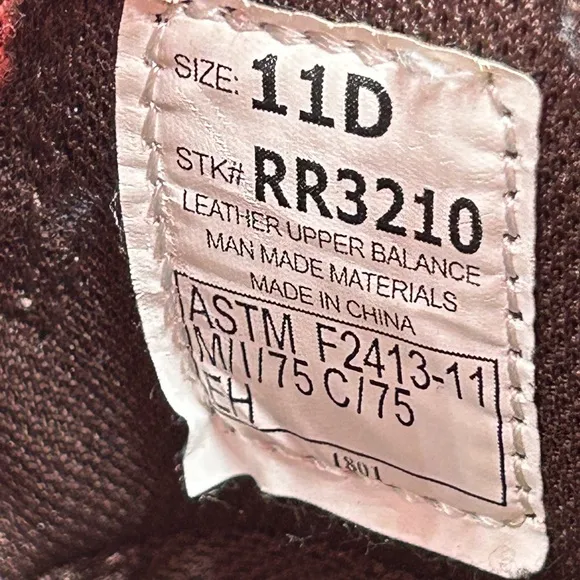 SIZE: 11D
STK# RR3210
LEATHER UPPER BALANCE
MAN MADE MATERIALS
MADE IN CHINA
ASTM F2413-11
M/I/75 C/75
EH
1801